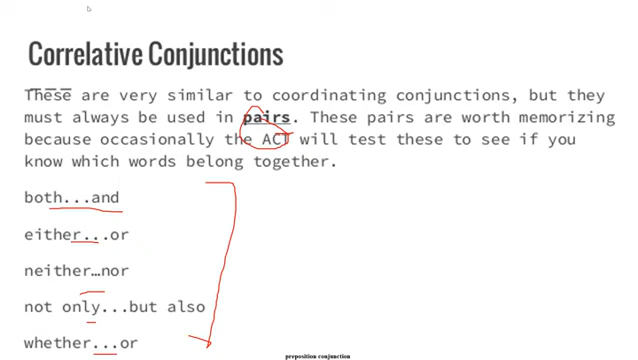 Correlative Conjunctions
These are very similar to coordinating conjunctions, but they
must always be used in pairs. These pairs are worth memorizing
because occasionally the ACT will test these to see if you
know which words belong together.
both...and
either...or
neither…nor
not only...but also
whether...or
preposition conjunction